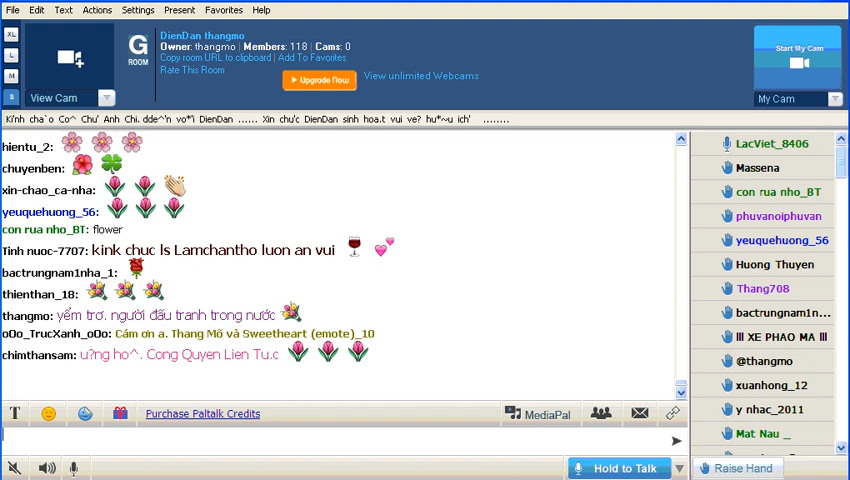 File Edit Text Actions Settings Present Favorites Help
XL
L
M
S
View Cam
G
ROOM
DienDan thangmo
Owner: thangmo | Members: 118 | Cams: 0
Copy room URL to clipboard | Add To Favorites
Rate This Room
Upgrade Now
View unlimited Webcams
Start My Cam
My Cam
Ki'nh cha`o Co^ Chu' Anh Chi. dde^'n vo*'i DienDan ...... Xin chu'c DienDan sinh hoa.t vui ve? hu*~u ich' ........
hientu_2:
chuyenben:
xin-chao_ca-nha:
yeuquehuong_56:
con rua nho_BT: flower
Tinh nuoc-7707: kink chuc ls Lamchantho luon an vui
bactrungnam1nha_1:
thienthan_18:
thangmo: yểm trợ. người đấu tranh trong nước
oOo_TrucXanh_oOo: Cám ơn a. Thang Mõ và Sweetheart (emote)_10
chimthansam: u?ng ho^. Cong Quyen Lien Tu.c
LacViet_8406
Massena
con rua nho_BT
phuvanoiphuvan
yeuquehuong_56
Huong Thuyen
Thang708
bactrungnam1n...
III XE PHAO MA III
@thangmo
xuanhong_12
y nhac_2011
Mat Nau _
T
Purchase Paltalk Credits
MediaPal
Hold to Talk
Raise Hand